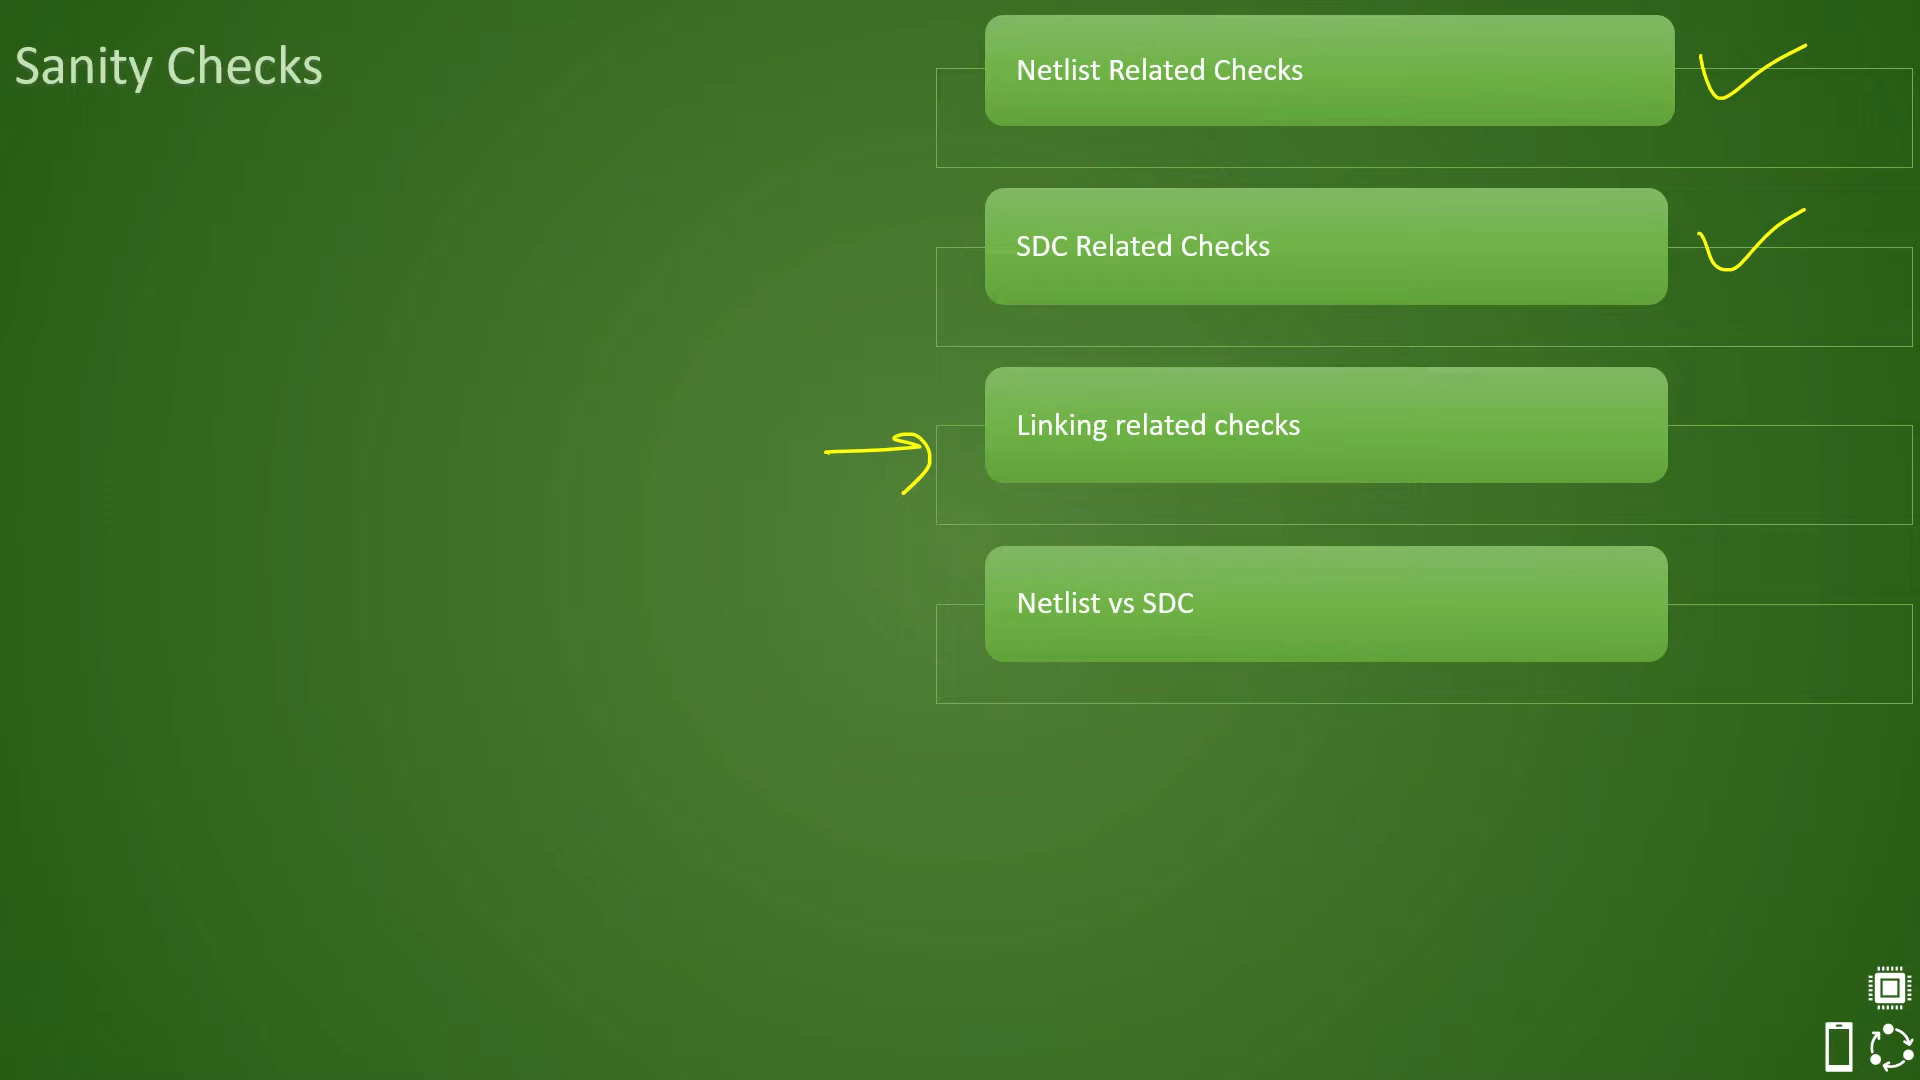 Sanity Checks
Netlist Related Checks
SDC Related Checks
Linking related checks
Netlist vs SDC